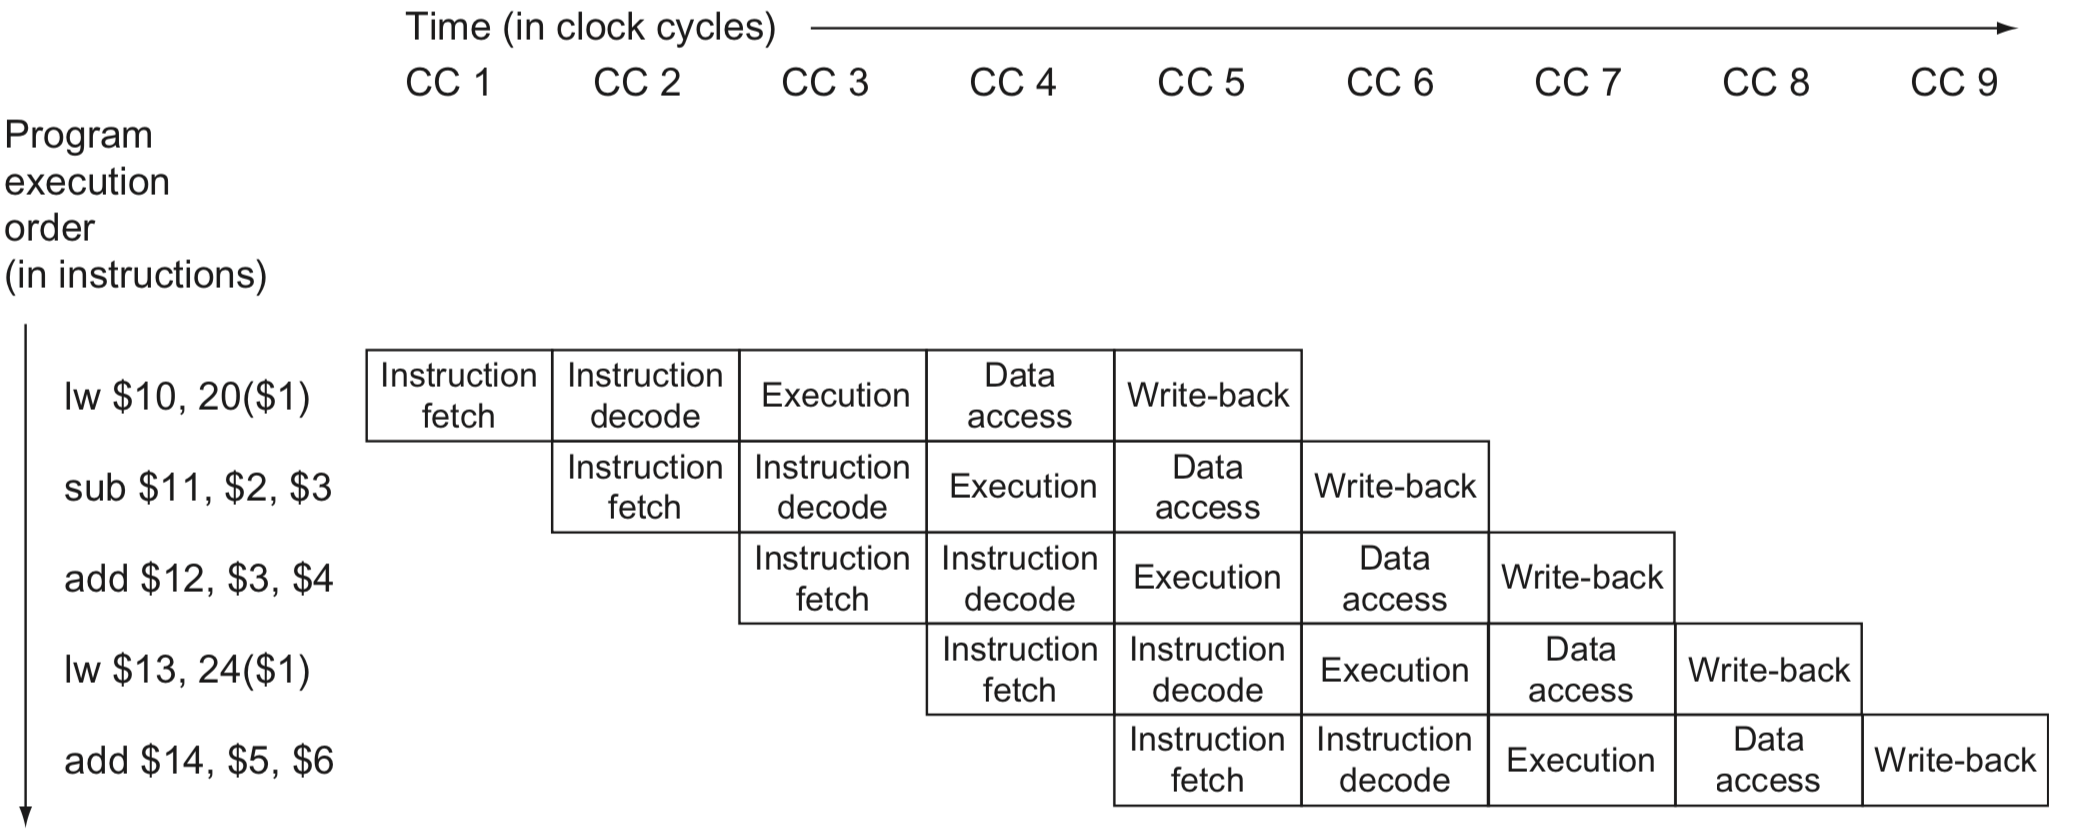 Time (in clock cycles)
CC 1 CC 2 CC 3 CC 4 CC 5 CC 6 CC 7 CC 8 CC 9
Program
execution
order
(in instructions)
lw $10, 20($1)
Instruction
fetch
Instruction
decode
Execution
Data
access
Write-back
sub $11, $2, $3
Instruction
fetch
Instruction
decode
Execution
Data
access
Write-back
add $12, $3, $4
Instruction
fetch
Instruction
decode
Execution
Data
access
Write-back
lw $13, 24($1)
Instruction
fetch
Instruction
decode
Execution
Data
access
Write-back
add $14, $5, $6
Instruction
fetch
Instruction
decode
Execution
Data
access
Write-back